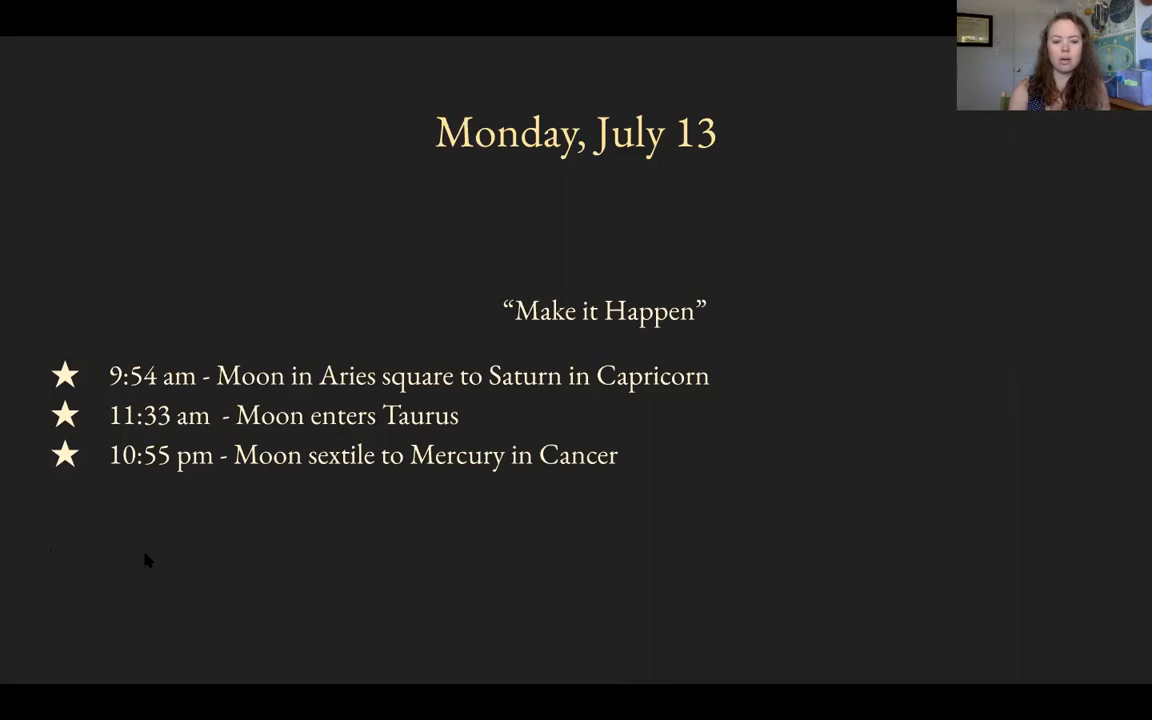 Monday, July 13
“Make it Happen”
★ 9:54 am - Moon in Aries square to Saturn in Capricorn
★ 11:33 am - Moon enters Taurus
★ 10:55 pm - Moon sextile to Mercury in Cancer